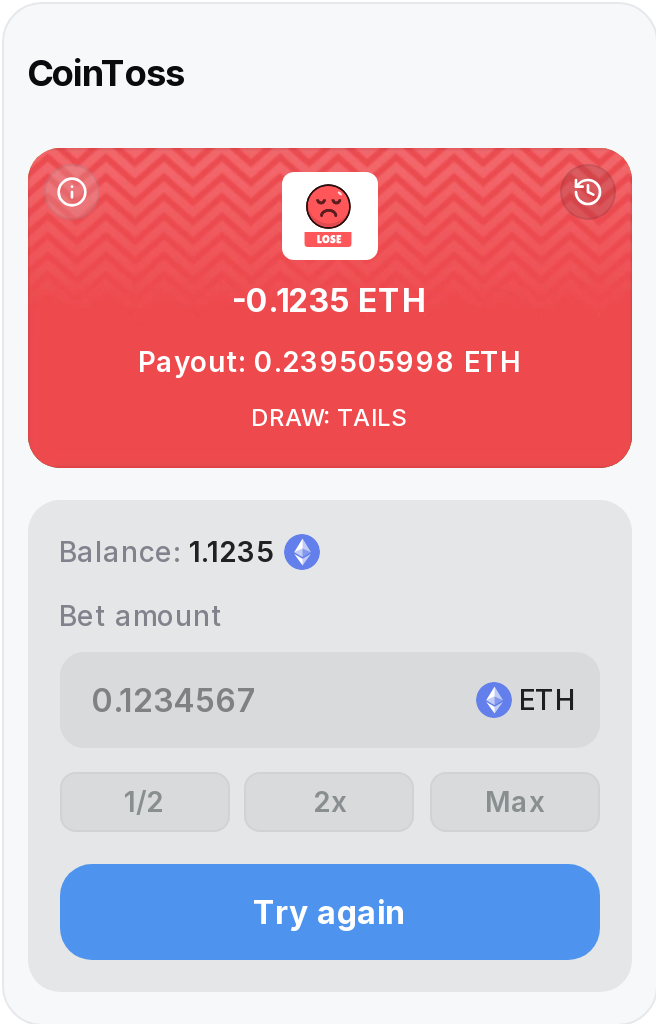 CoinToss
LOSE
-0.1235 ETH
Payout: 0.239505998 ETH
DRAW: TAILS
Balance: 1.1235
Bet amount
0.1234567 ETH
1/2 2x Max
Try again